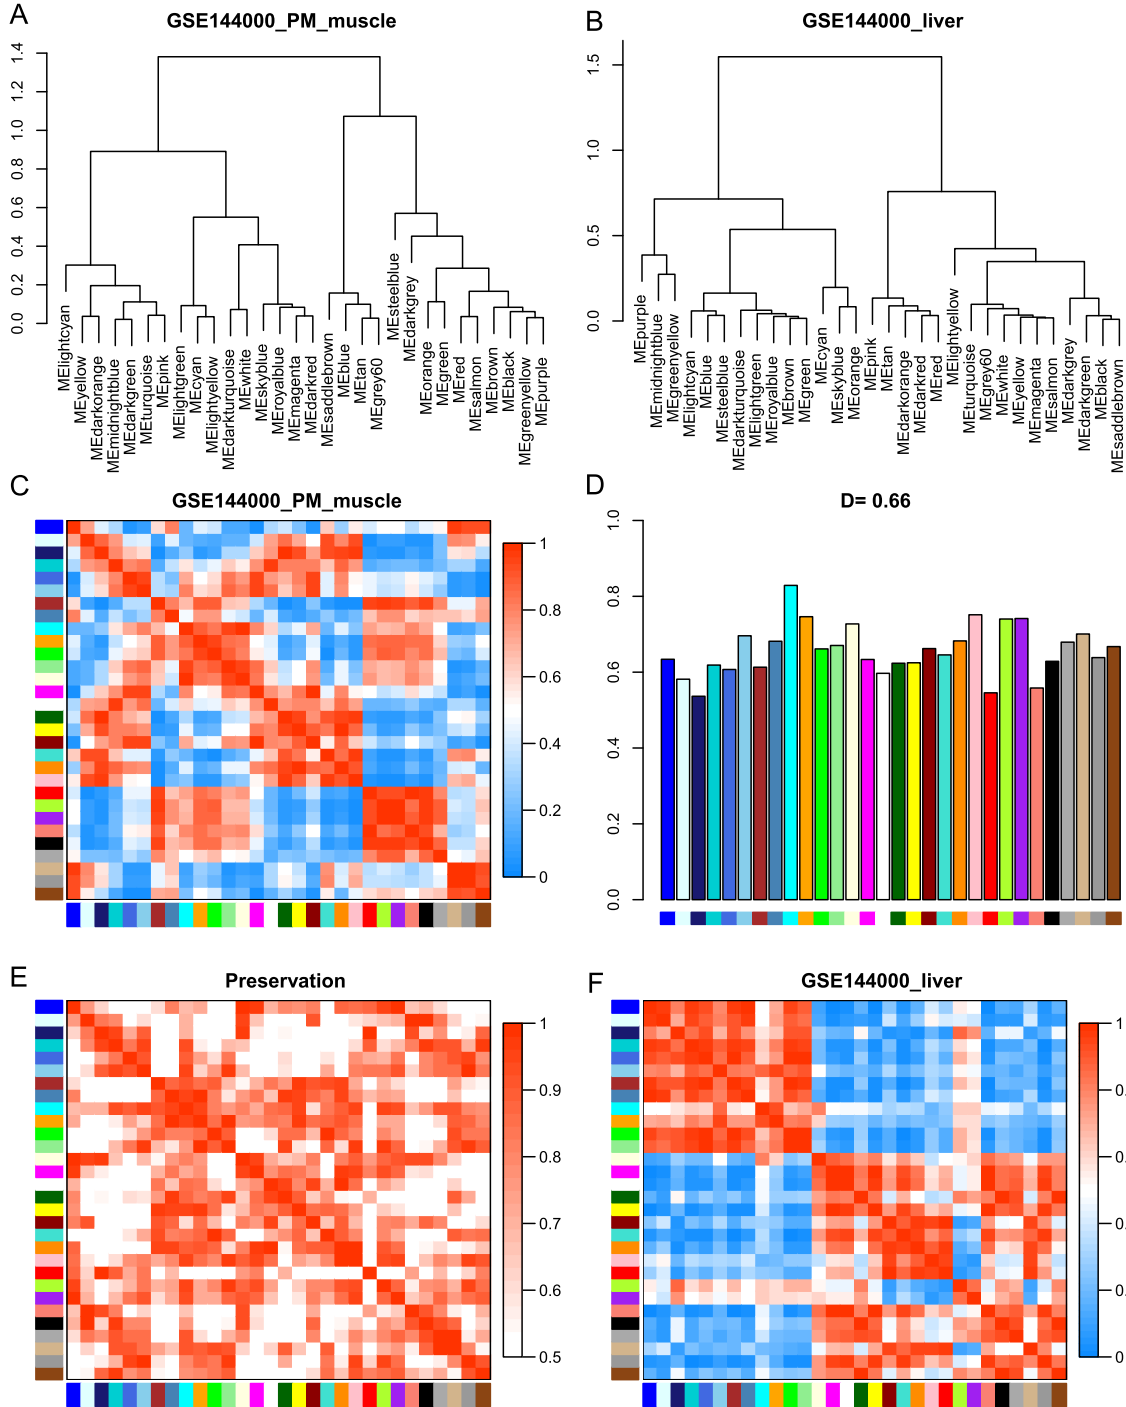 A
GSE144000_PM_muscle
0.0
0.2
0.4
0.6
0.8
1.0
1.2
1.4
MElightcyan
MEyellow
MEdarkorange
MEmidnightblue
MEdarkgreen
MEturquoise
MEpink
MElightgreen
MEcyan
MElightyellow
MEdarkturquoise
MEwhite
MEskyblue
MEroyalblue
MEmagenta
MEdarkred
MEsaddlebrown
MEblue
MEtan
MEgrey60
MEsteelblue
MEdarkgrey
MEorange
MEgreen
MEred
MEsalmon
MEbrown
MEblack
MEgreenyellow
MEpurple
B
GSE144000_liver
0.0
0.5
1.0
1.5
MEpurple
MEmidnightblue
MEgreenyellow
MElightcyan
MEblue
MEsteelblue
MEdarkturquoise
MElightgreen
MEroyalblue
MEbrown
MEgreen
MEcyan
MEskyblue
MEorange
MEpink
MEtan
MEdarkorange
MEdarkred
MEred
MElightyellow
MEturquoise
MEgrey60
MEwhite
MEyellow
MEmagenta
MEsalmon
MEdarkgrey
MEdarkgreen
MEblack
MEsaddlebrown
C
GSE144000_PM_muscle
1
0.8
0.6
0.4
0.2
0
D
D= 0.66
0.0
0.2
0.4
0.6
0.8
1.0
E
Preservation
1
0.9
0.8
0.7
0.6
0.5
F
GSE144000_liver
1
0.
0.
0.
0.
0